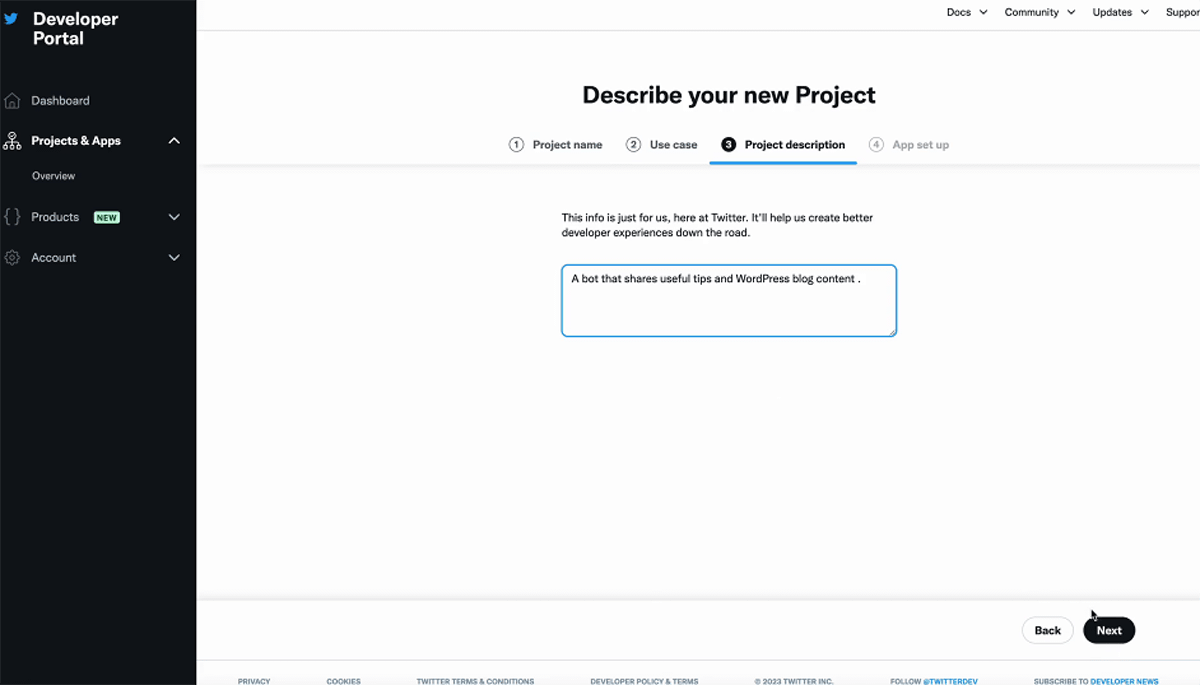 Developer
Portal
Docs Community Updates Suppor
Dashboard
Projects & Apps
Overview
Products NEW
Account
Describe your new Project
1 Project name 2 Use case 3 Project description 4 App set up
This info is just for us, here at Twitter. It'll help us create better
developer experiences down the road.
A bot that shares useful tips and WordPress blog content .
Back Next
PRIVACY COOKIES TWITTER TERMS & CONDITIONS DEVELOPER POLICY & TERMS © 2023 TWITTER INC. FOLLOW @TWITTERDEV SUBSCRIBE TO DEVELOPER NEWS